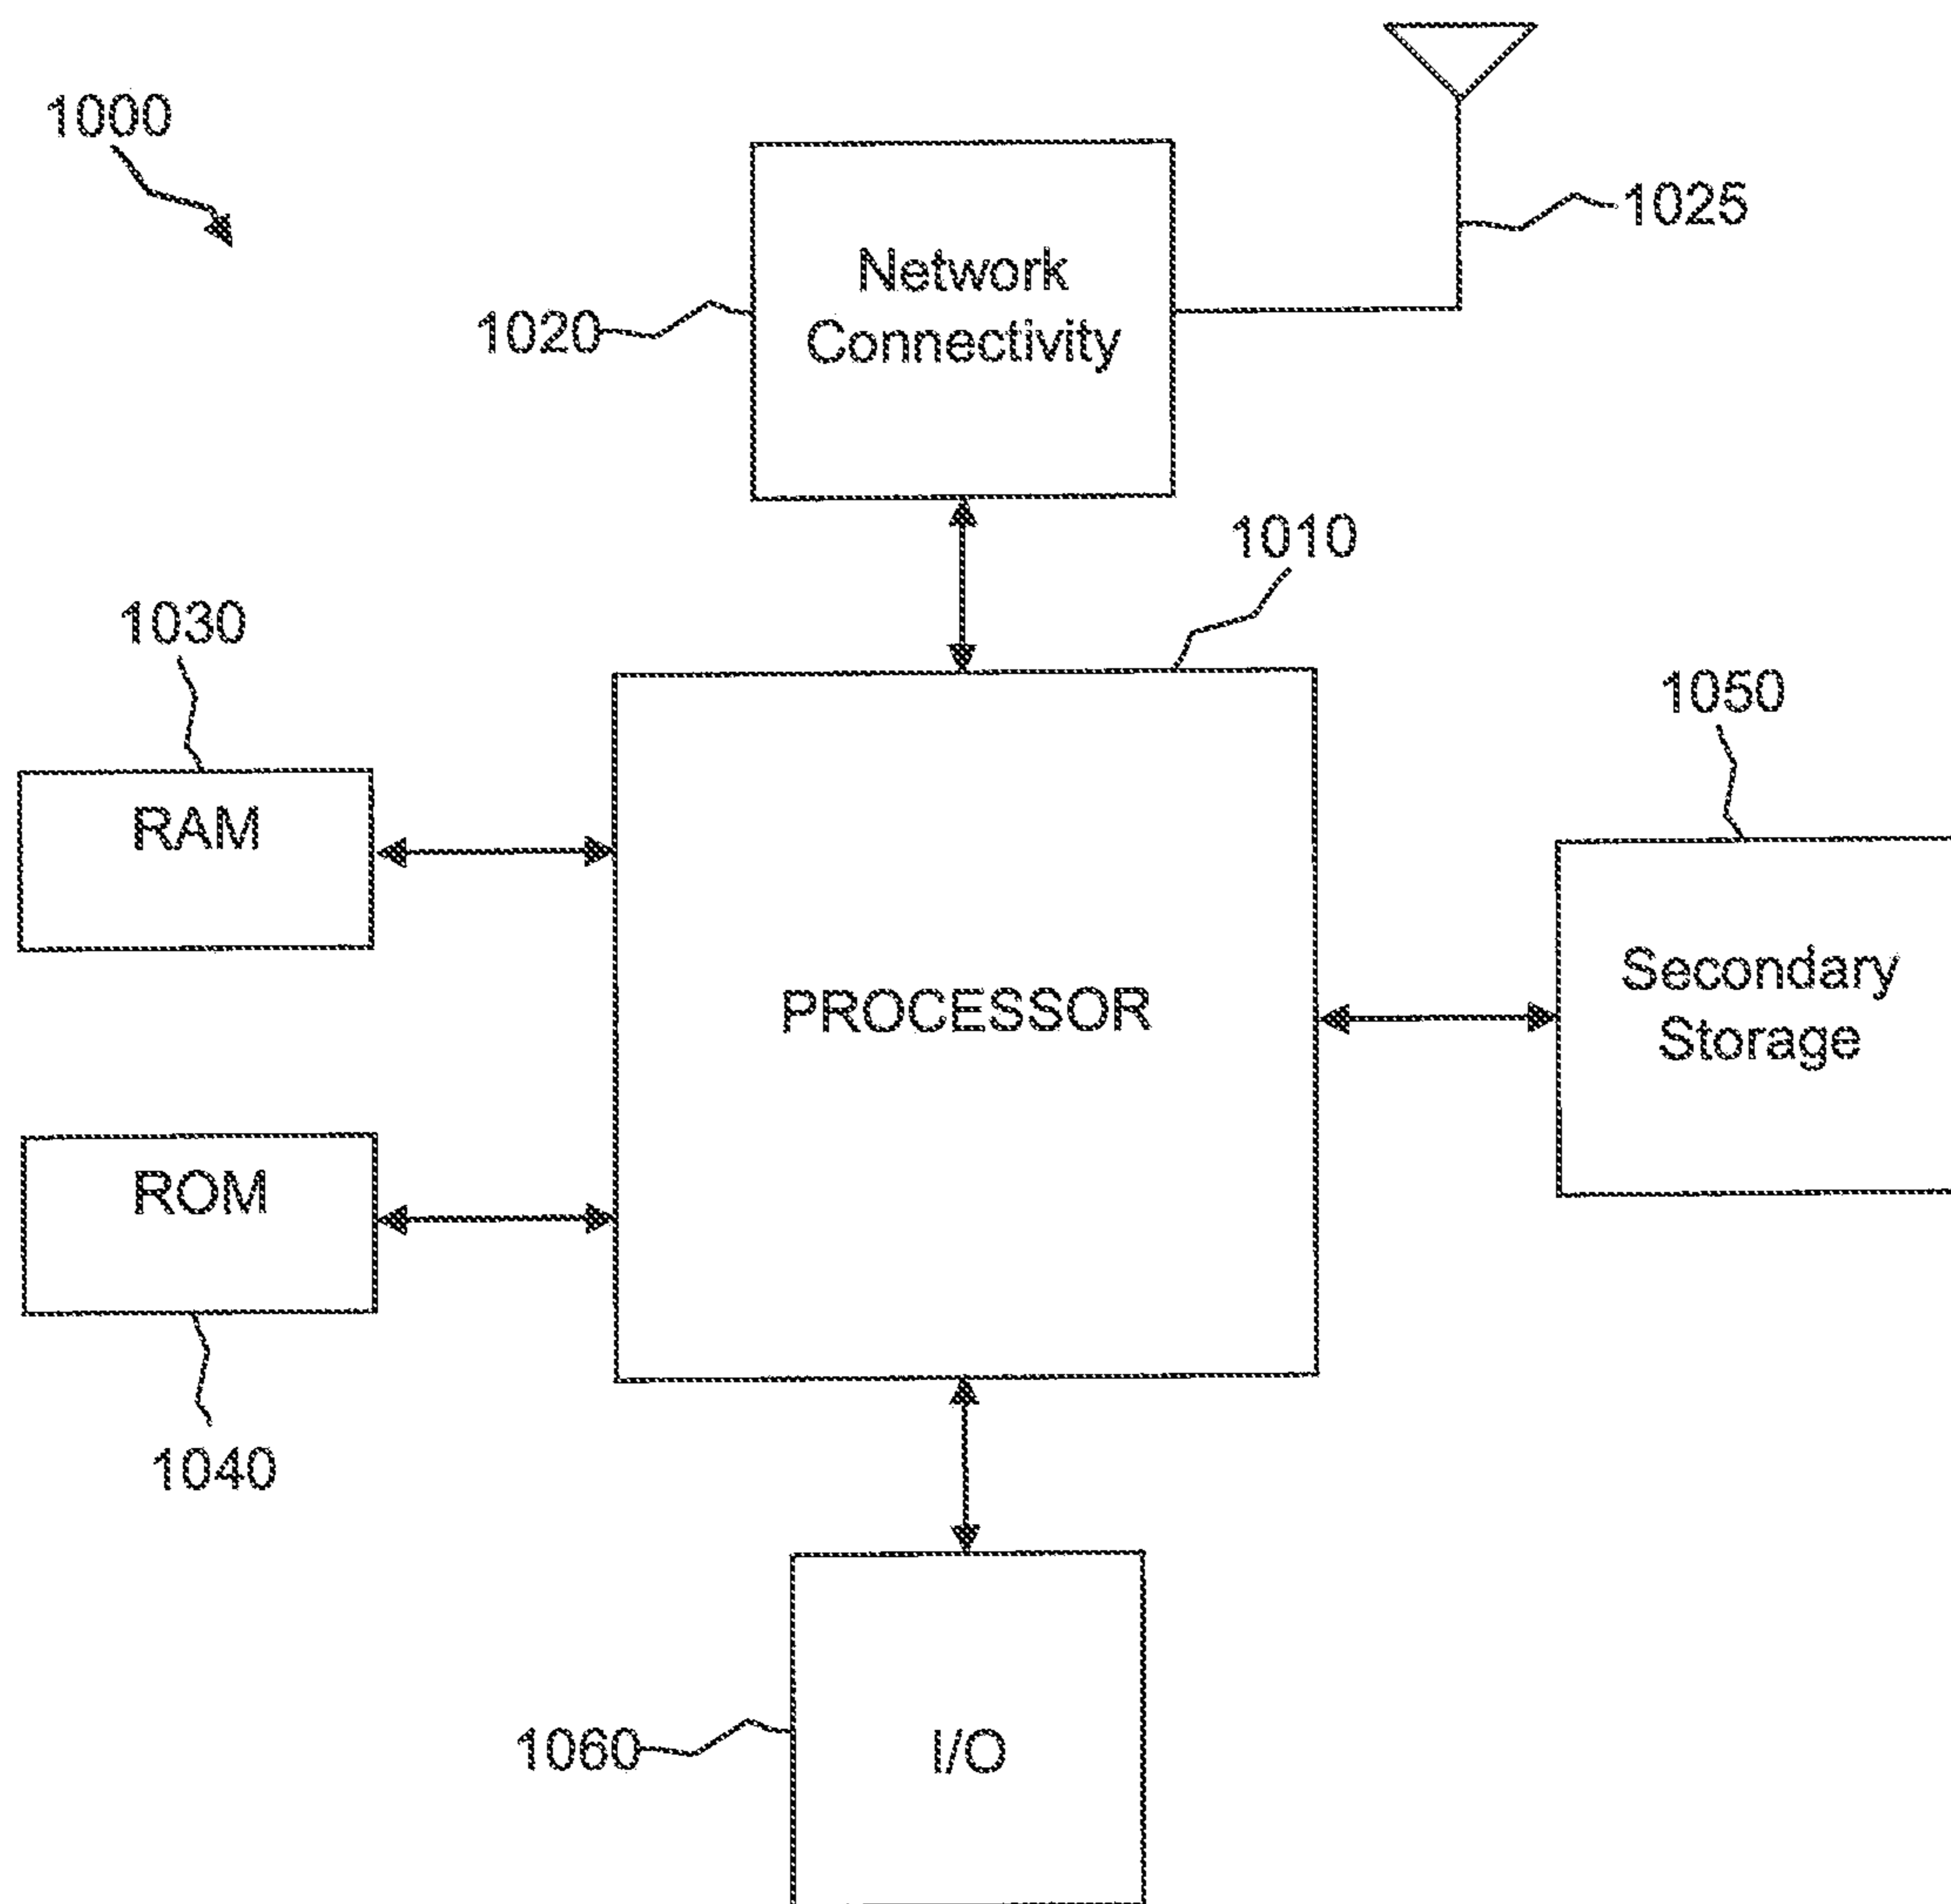 1000
1025
Network
Connectivity
1020
1010
1030
1050
RAM
Secondary
Storage
PROCESSOR
ROM
1040
1060
I/O